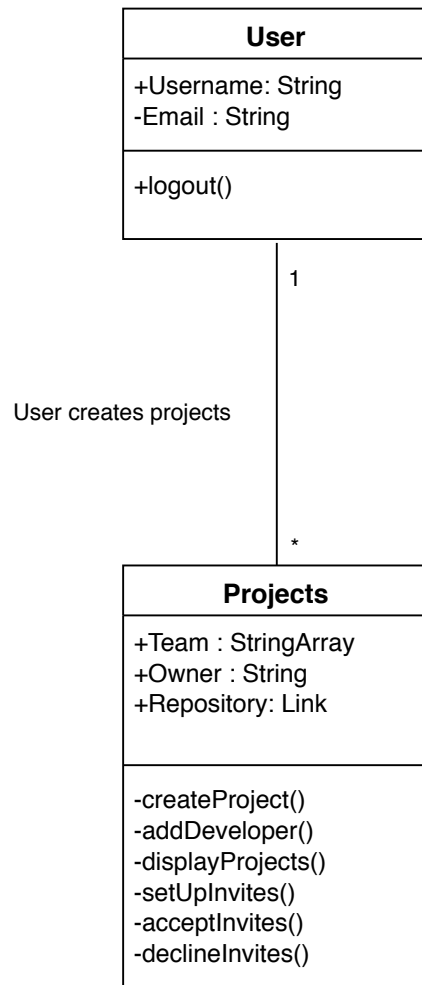 User
+Username: String
-Email : String
+logout()
1
User creates projects
*
Projects
+Team : StringArray
+Owner : String
+Repository: Link
-createProject()
-addDeveloper()
-displayProjects()
-setUpInvites()
-acceptInvites()
-declineInvites()